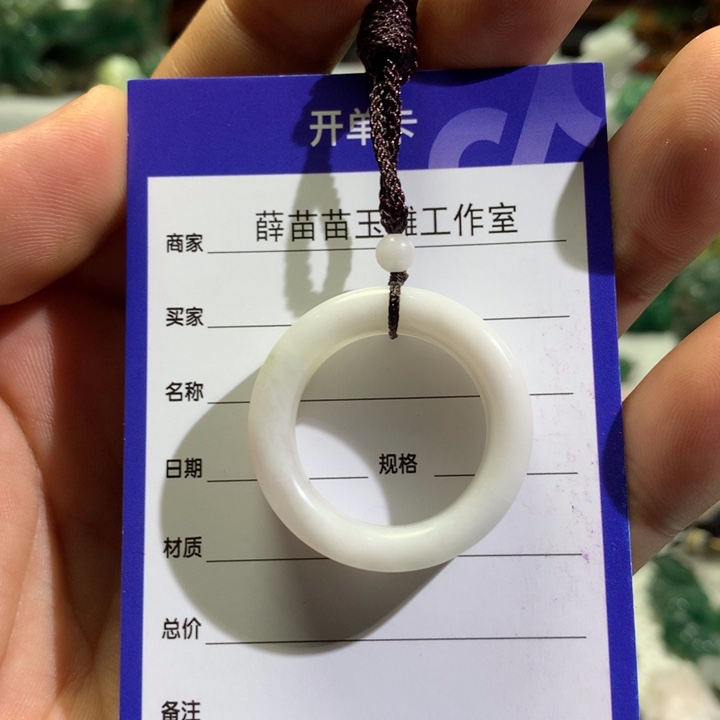 开单卡
商家 薛苗苗玉雕工作室
买家
名称
日期 规格
材质
总价
备注